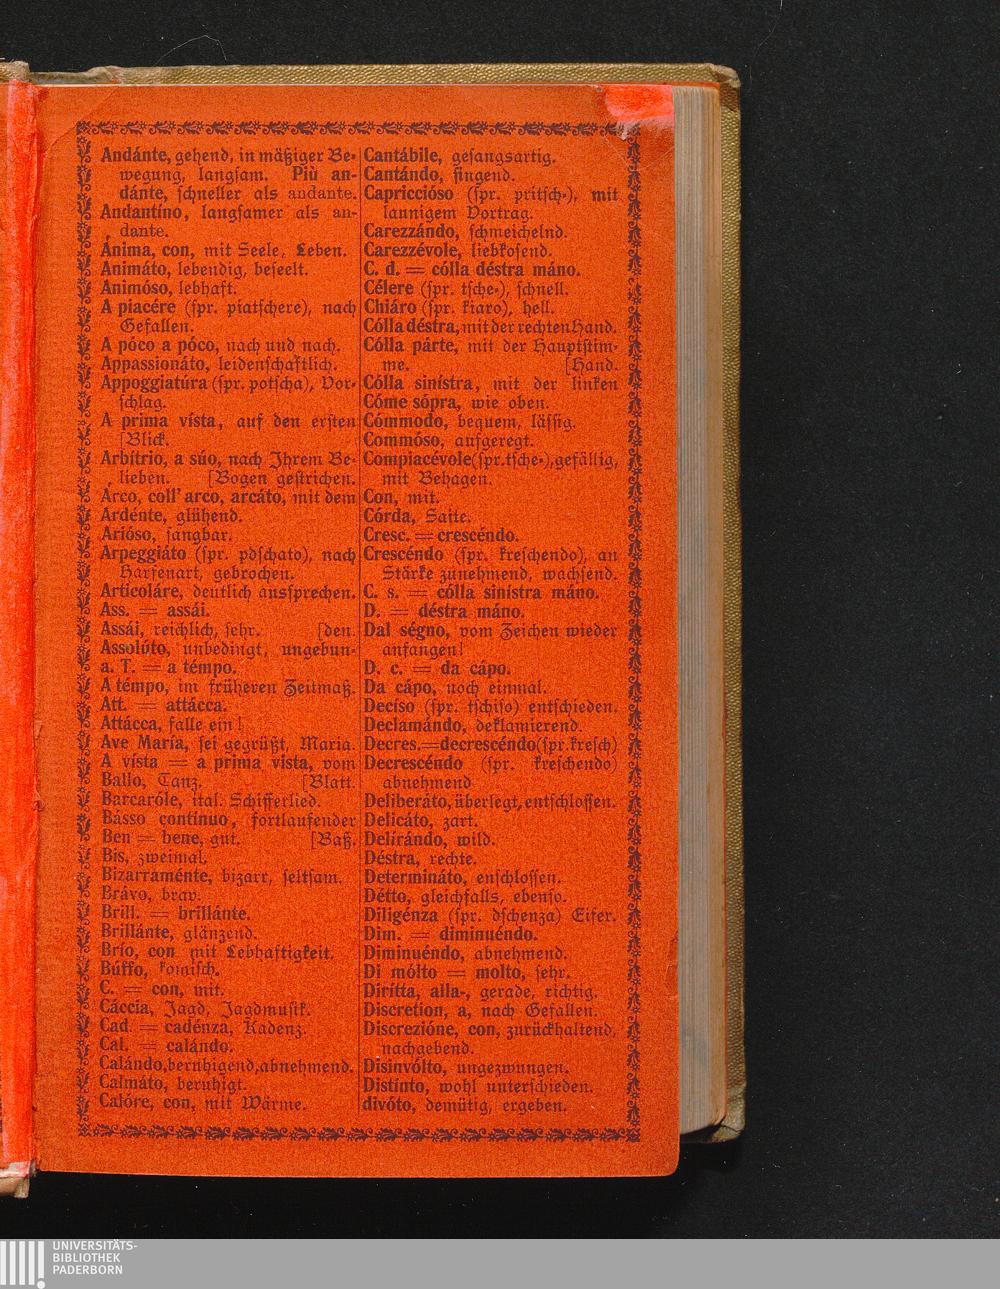 Andánte, gehend, in mäßiger Be-
wegung, langsam. Più an-
dánte, schneller als andante.
Andantíno, langsamer als an-
dante.
Ánima, con, mit Seele, Leben.
Animáto, lebendig, beseelt.
Animóso, lebhaft.
A piacére (spr. piatschere), nach
Gefallen.
A póco a póco, nach und nach.
Appassionáto, leidenschaftlich.
Appoggiatúra (spr. potscha), Vor-
schlag.
A prima vísta, auf den ersten
[Blick.
Arbítrio, a súo, nach Ihrem Be-
lieben. [Bogen gestrichen.
Arco, coll' arco, arcáto, mit dem
Ardénte, glühend.
Arióso, sangbar.
Arpeggiáto (spr. pdschato), nach
Harfenart, gebrochen.
Articoláre, deutlich aussprechen.
Ass. = assái.
Assái, reichlich, sehr. [den.
Assolúto, unbedingt, ungebun-
a. T. = a témpo.
A témpo, im früheren Zeitmaß.
Att. = attácca.
Attácca, falle ein!
Ave María, sei gegrüßt, Maria.
A vísta = a prima vista, vom
Ballo, Tanz. [Blatt.
Barcaróle, ital. Schifferlied.
Básso contínuo, fortlaufender
Ben = bene, gut. [Baß.
Bis, zweimal.
Bizarraménte, bizarr, seltsam.
Brávo, brav.
Brill. = brillánte.
Brillánte, glänzend.
Brío, con mit Lebhaftigkeit.
Búffo, komisch.
C. = con, mit.
Cáccia, Jagd, Jagdmusik.
Cad. = cadénza, Kadenz.
Cal. = calándo.
Calándo, beruhigend, abnehmend.
Calmáto, beruhigt.
Calóre, con, mit Wärme.
Cantábile, gesangsartig.
Cantándo, singend.
Capriccióso (spr. pritsch-), mit
launigem Vortrag.
Carezzándo, schmeichelnd.
Carezzévole, liebkosend.
C. d. = cólla déstra máno.
Célere (spr. tsche-), schnell.
Chiáro (spr. kiaro), hell.
Cólla déstra, mit der rechten Hand.
Cólla párte, mit der Hauptstim-
me. [Hand.
Cólla sinístra, mit der linken
Cóme sópra, wie oben.
Cómmodo, bequem, lässig.
Commóso, aufgeregt.
Compiacévole (spr. tsche-), gefällig,
mit Behagen.
Con, mit.
Córda, Saite.
Cresc. = crescéndo.
Crescéndo (spr. kreschendo), an
Stärke zunehmend, wachsend.
C. s. = cólla sinístra máno.
D. = déstra máno.
Dal ségno, vom Zeichen wieder
anfangen!
D. c. = da cápo.
Da cápo, noch einmal.
Decíso (spr. tschiso) entschieden.
Declamándo, deklamierend.
Decres.=decrescéndo (spr. kresch)
Decrescéndo (spr. kreschendo)
abnehmend
Deliberáto, überlegt, entschlossen.
Delicáto, zart.
Delirándo, wild.
Déstra, rechte.
Determináto, enschlossen.
Détto, gleichfalls, ebenso.
Diligénza (spr. dschenza) Eifer.
Dim. = diminuéndo.
Diminuéndo, abnehmend.
Di mólto = molto, sehr.
Dirítta, alla-, gerade, richtig.
Discretion, a, nach Gefallen.
Discrezióne, con, zurückhaltend,
nachgebend.
Disinvólto, ungezwungen.
Distínto, wohl unterschieden.
divóto, demütig, ergeben.
UNIVERSITÄTS-
BIBLIOTHEK
PADERBORN